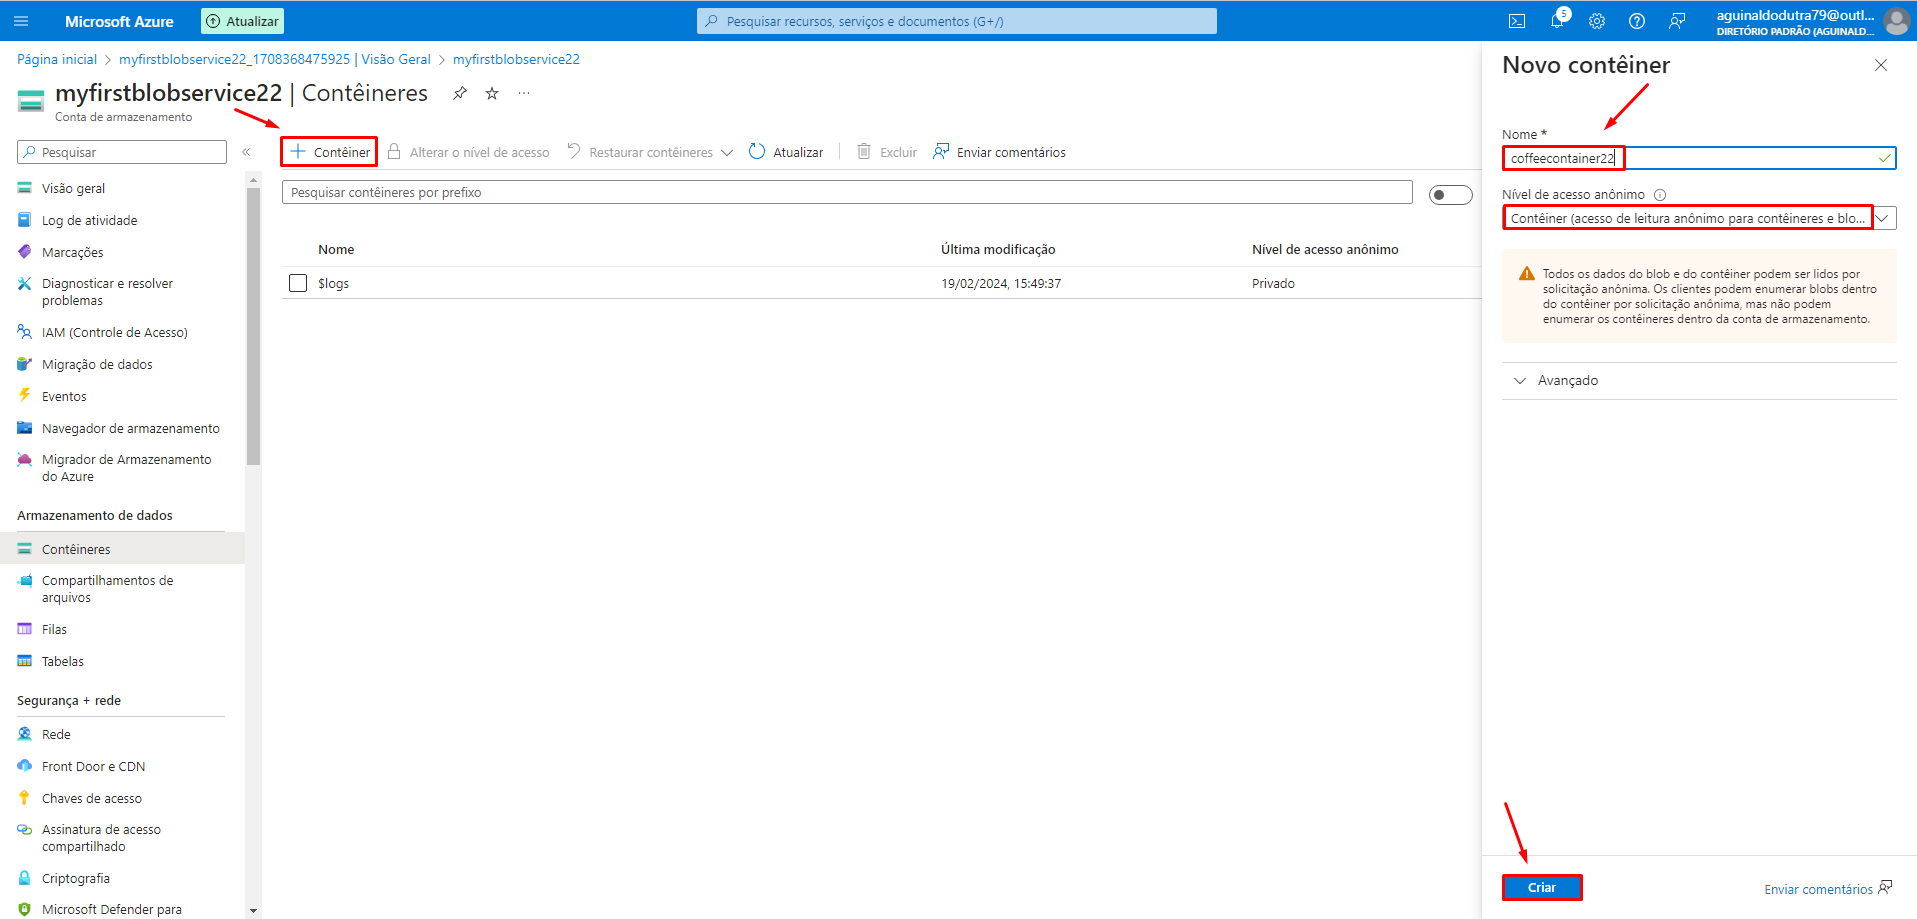 Microsoft Azure
Atualizar
Pesquisar recursos, serviços e documentos (G+/)
5
aguinaldodutra79@outl...
DIRETÓRIO PADRÃO (AGUINALD...
Página inicial > myfirstblobservice22_1708368475925 | Visão Geral > myfirstblobservice22
myfirstblobservice22 | Contêineres
...
Conta de armazenamento
Pesquisar
«
Visão geral
Log de atividade
Marcações
Diagnosticar e resolver
problemas
IAM (Controle de Acesso)
Migração de dados
Eventos
Navegador de armazenamento
Migrador de Armazenamento
do Azure
Armazenamento de dados
Contêineres
Compartilhamentos de
arquivos
Filas
Tabelas
Segurança + rede
Rede
Front Door e CDN
Chaves de acesso
Assinatura de acesso
compartilhado
Criptografia
Microsoft Defender para
+ Contêiner
Alterar o nível de acesso
Restaurar contêineres
Atualizar
Excluir
Enviar comentários
Pesquisar contêineres por prefixo
Nome Última modificação Nível de acesso anônimo
$logs 19/02/2024, 15:49:37 Privado
Novo contêiner
Nome *
coffeecontainer22
Nível de acesso anônimo
Contêiner (acesso de leitura anônimo para contêineres e blo...
Todos os dados do blob e do contêiner podem ser lidos por
solicitação anônima. Os clientes podem enumerar blobs dentro
do contêiner por solicitação anônima, mas não podem
enumerar os contêineres dentro da conta de armazenamento.
Avançado
Criar
Enviar comentários